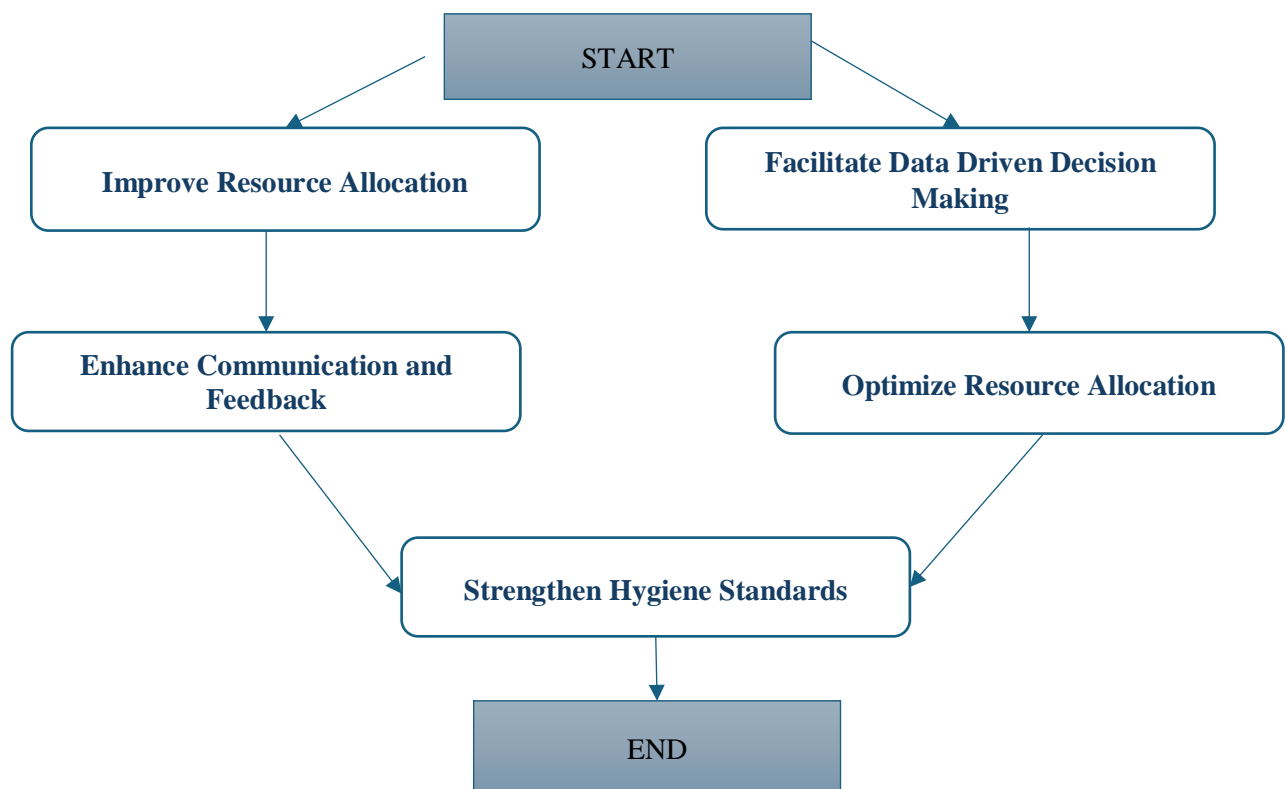 START
Improve Resource Allocation
Facilitate Data Driven Decision
Making
Enhance Communication and
Feedback
Optimize Resource Allocation
Strengthen Hygiene Standards
END